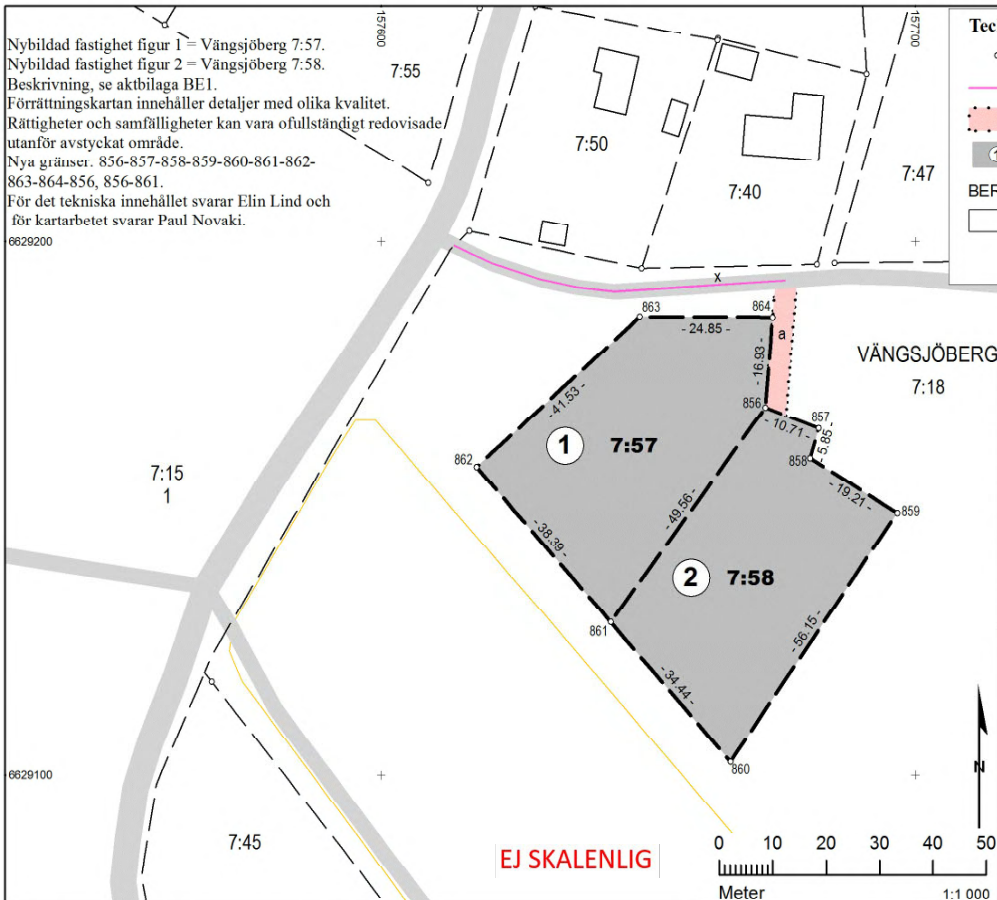 Nybildad fastighet figur 1 = Vängsjöberg 7:57.
Nybildad fastighet figur 2 = Vängsjöberg 7:58.
Beskrivning, se aktbilaga BE1.
Förrättningskartan innehåller detaljer med olika kvalitet.
Rättigheter och samfälligheter kan vara ofullständigt redovisade
utanför avstyckat område.
Nya gränser. 856-857-858-859-860-861-862-
863-864-856, 856-861.
För det tekniska innehållet svarar Elin Lind och
för kartarbetet svarar Paul Novaki.
157600
157700
Tec
7:55
7:50
7:40
7:47
1
BER
6629200
x
863
864
- 24.85 -
a
- 16.93 -
VÄNGSJÖBERG
7:18
- 41.53 -
856
857
- 10.71 -
- 5.85 -
858
862
1
7:57
7:15
1
- 19.21 -
859
- 49.56 -
- 38.39 -
2
7:58
861
- 56.15 -
- 34.44 -
860
6629100
N
7:45
EJ SKALENLIG
0 10 20 30 40 50
Meter
1:1 000